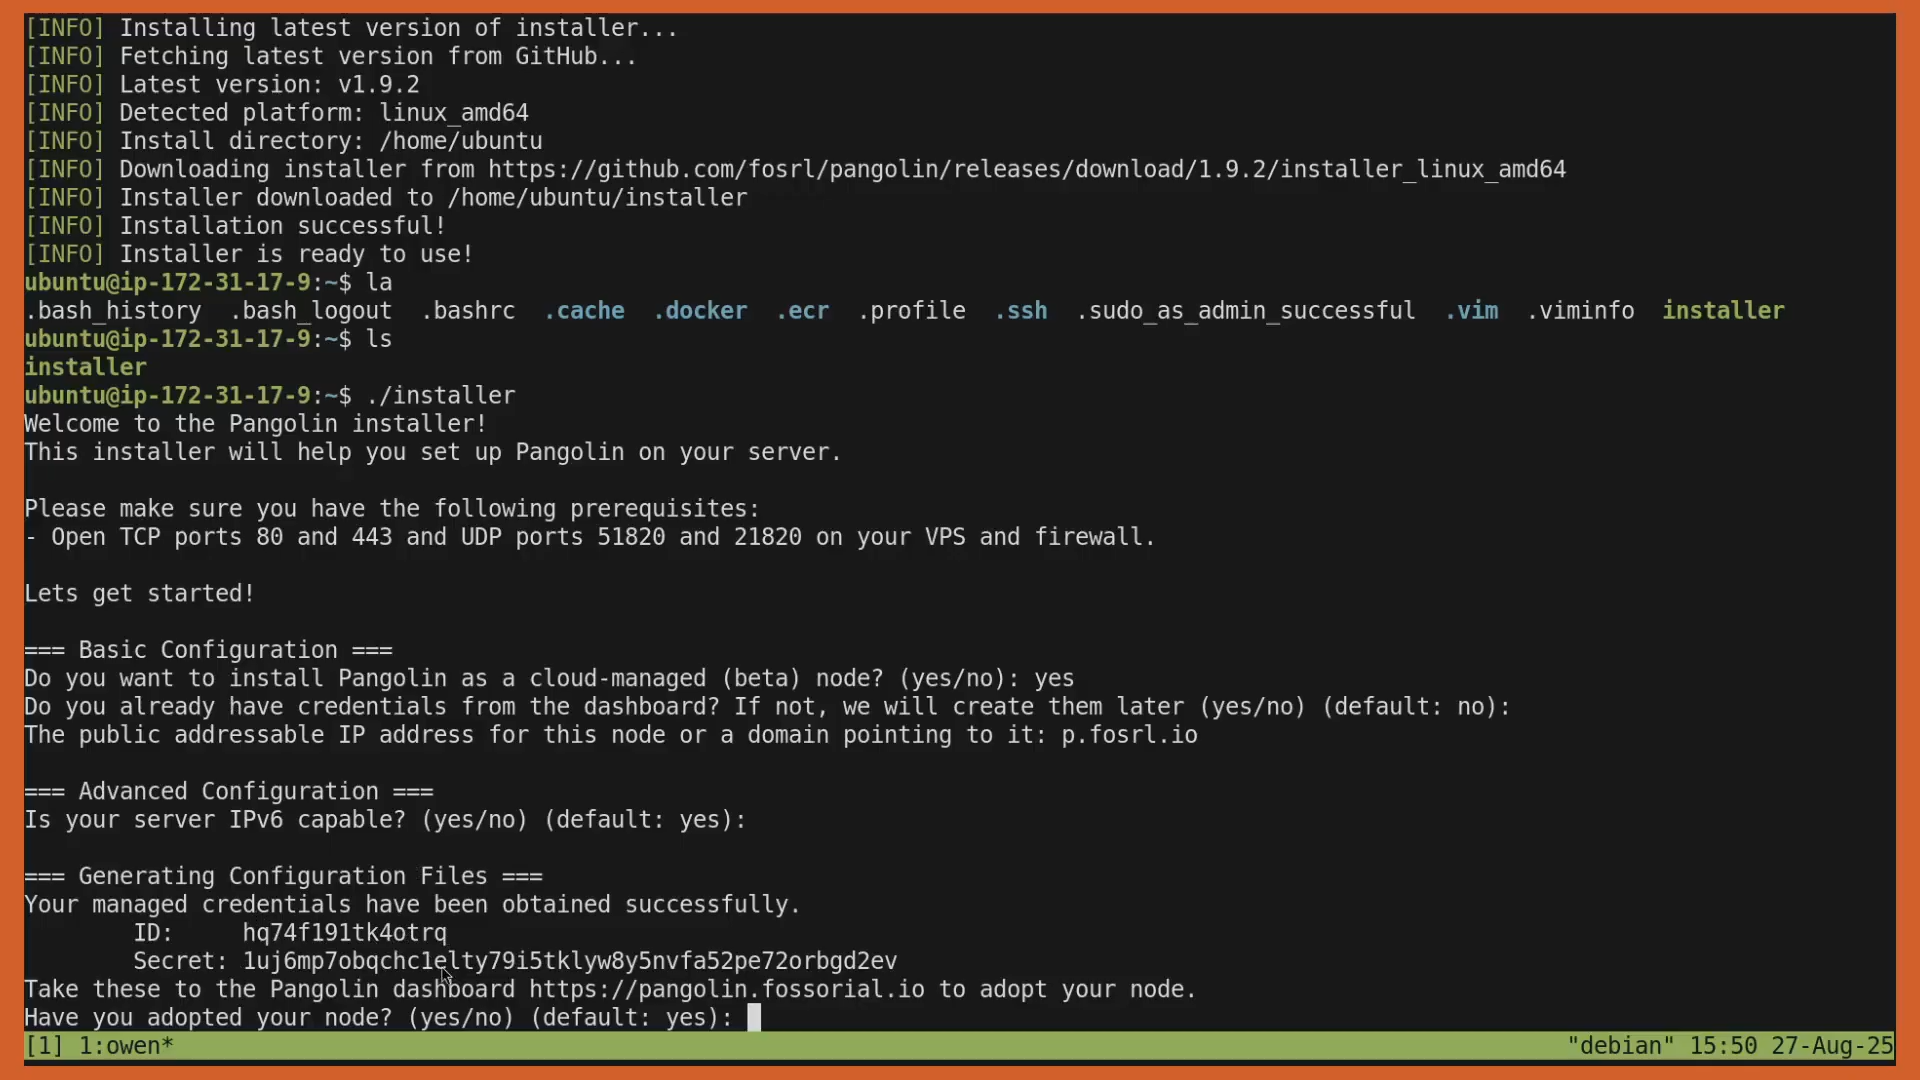 [INFO] Installing latest version of installer...
[INFO] Fetching latest version from GitHub...
[INFO] Latest version: v1.9.2
[INFO] Detected platform: linux_amd64
[INFO] Install directory: /home/ubuntu
[INFO] Downloading installer from https://github.com/fosrl/pangolin/releases/download/1.9.2/installer_linux_amd64
[INFO] Installer downloaded to /home/ubuntu/installer
[INFO] Installation successful!
[INFO] Installer is ready to use!
ubuntu@ip-172-31-17-9:~$ la
.bash_history  .bash_logout  .bashrc  .cache  .docker  .ecr  .profile  .ssh  .sudo_as_admin_successful  .vim  .viminfo  installer
ubuntu@ip-172-31-17-9:~$ ls
installer
ubuntu@ip-172-31-17-9:~$ ./installer
Welcome to the Pangolin installer!
This installer will help you set up Pangolin on your server.
Please make sure you have the following prerequisites:
- Open TCP ports 80 and 443 and UDP ports 51820 and 21820 on your VPS and firewall.
Lets get started!
=== Basic Configuration ===
Do you want to install Pangolin as a cloud-managed (beta) node? (yes/no): yes
Do you already have credentials from the dashboard? If not, we will create them later (yes/no) (default: no):
The public addressable IP address for this node or a domain pointing to it: p.fosrl.io
=== Advanced Configuration ===
Is your server IPv6 capable? (yes/no) (default: yes):
=== Generating Configuration Files ===
Your managed credentials have been obtained successfully.
ID:     hq74f191tk4otrq
Secret: 1uj6mp7obqchc1elty79i5tklyw8y5nvfa52pe72orbgd2ev
Take these to the Pangolin dashboard https://pangolin.fossorial.io to adopt your node.
Have you adopted your node? (yes/no) (default: yes):
[1] 1:owen* "debian" 15:50 27-Aug-25